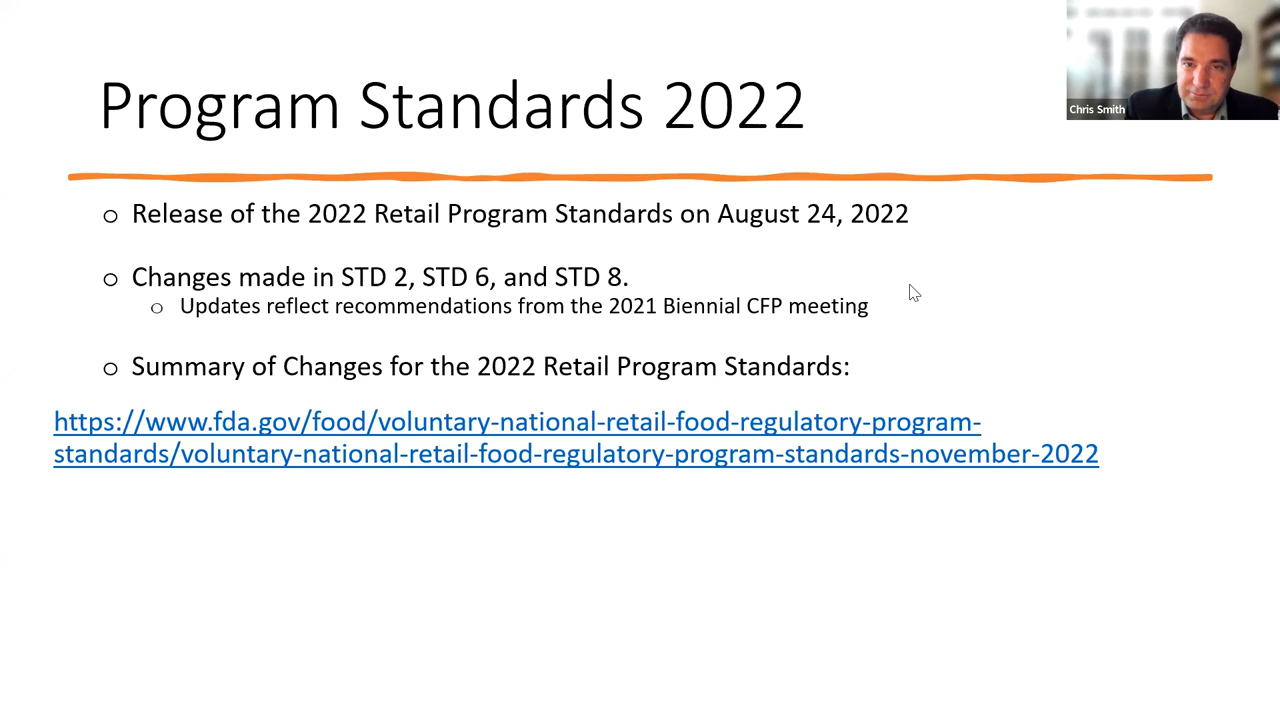 Program Standards 2022
Chris Smith
o Release of the 2022 Retail Program Standards on August 24, 2022
o Changes made in STD 2, STD 6, and STD 8.
o Updates reflect recommendations from the 2021 Biennial CFP meeting
o Summary of Changes for the 2022 Retail Program Standards:
https://www.fda.gov/food/voluntary-national-retail-food-regulatory-program-
standards/voluntary-national-retail-food-regulatory-program-standards-november-2022